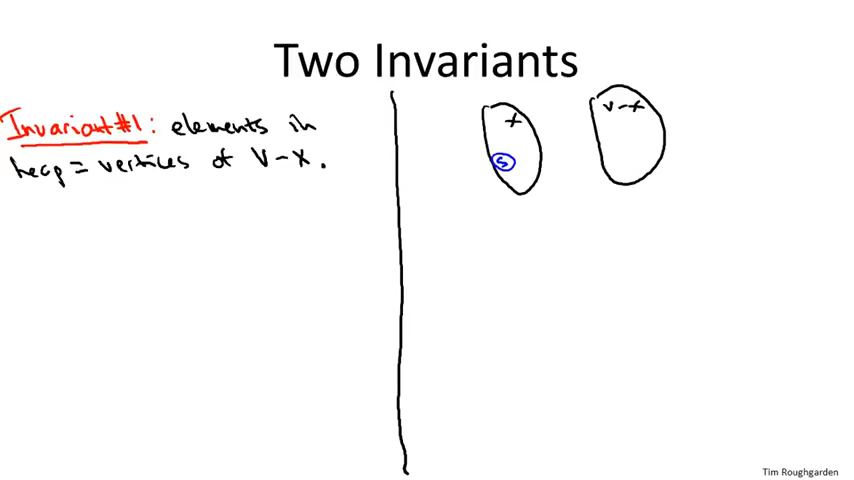 Two Invariants
Invariant #1: elements in
heap = vertices of V-X.
X
V-X
S
Tim Roughgarden